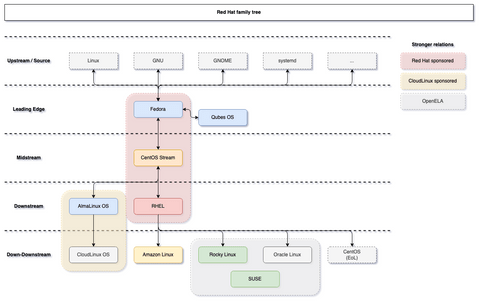 Red Hat family tree
Stronger relations
Upstream / Source
Linux
GNU
GNOME
systemd
...
Red Hat sponsored
CloudLinux sponsored
OpenELA
Leading Edge
Fedora
Qubes OS
Midstream
CentOS Stream
Downstream
AlmaLinux OS
RHEL
Down-Downstream
CloudLinux OS
Amazon Linux
Rocky Linux
Oracle Linux
CentOS
(EoL)
SUSE